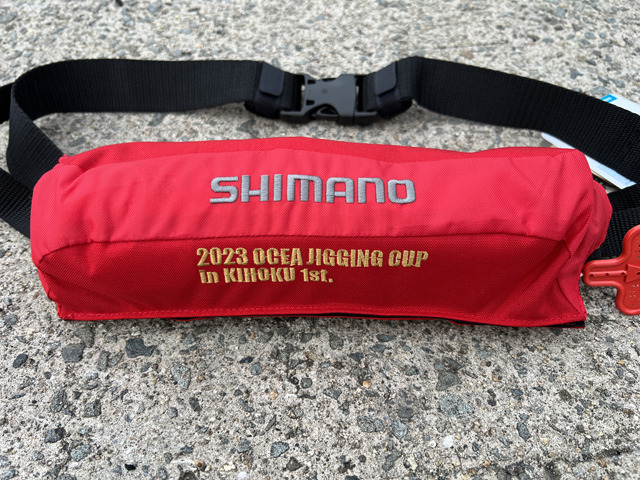 SHIMANO
2023 OCEA JIGGING CUP
in KIHOKU 1st.